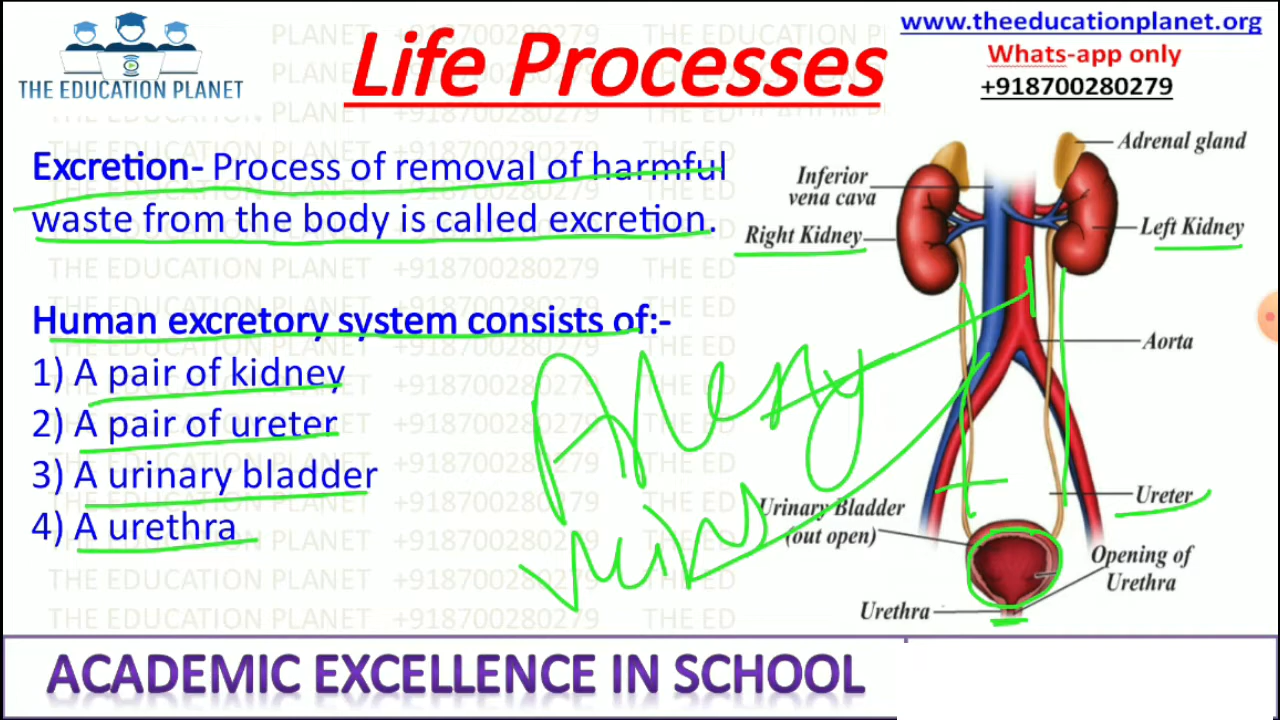 THE EDUCATION PLANET
Life Processes
www.theeducationplanet.org
Whats-app only
+918700280279
Excretion- Process of removal of harmful
waste from the body is called excretion.
Human excretory system consists of:-
1) A pair of kidney
2) A pair of ureter
3) A urinary bladder
4) A urethra
Adrenal gland
Inferior
vena cava
Right Kidney
Left Kidney
Aorta
Ureter
Urinary Bladder
(out open)
Opening of
Urethra
Urethra
ACADEMIC EXCELLENCE IN SCHOOL